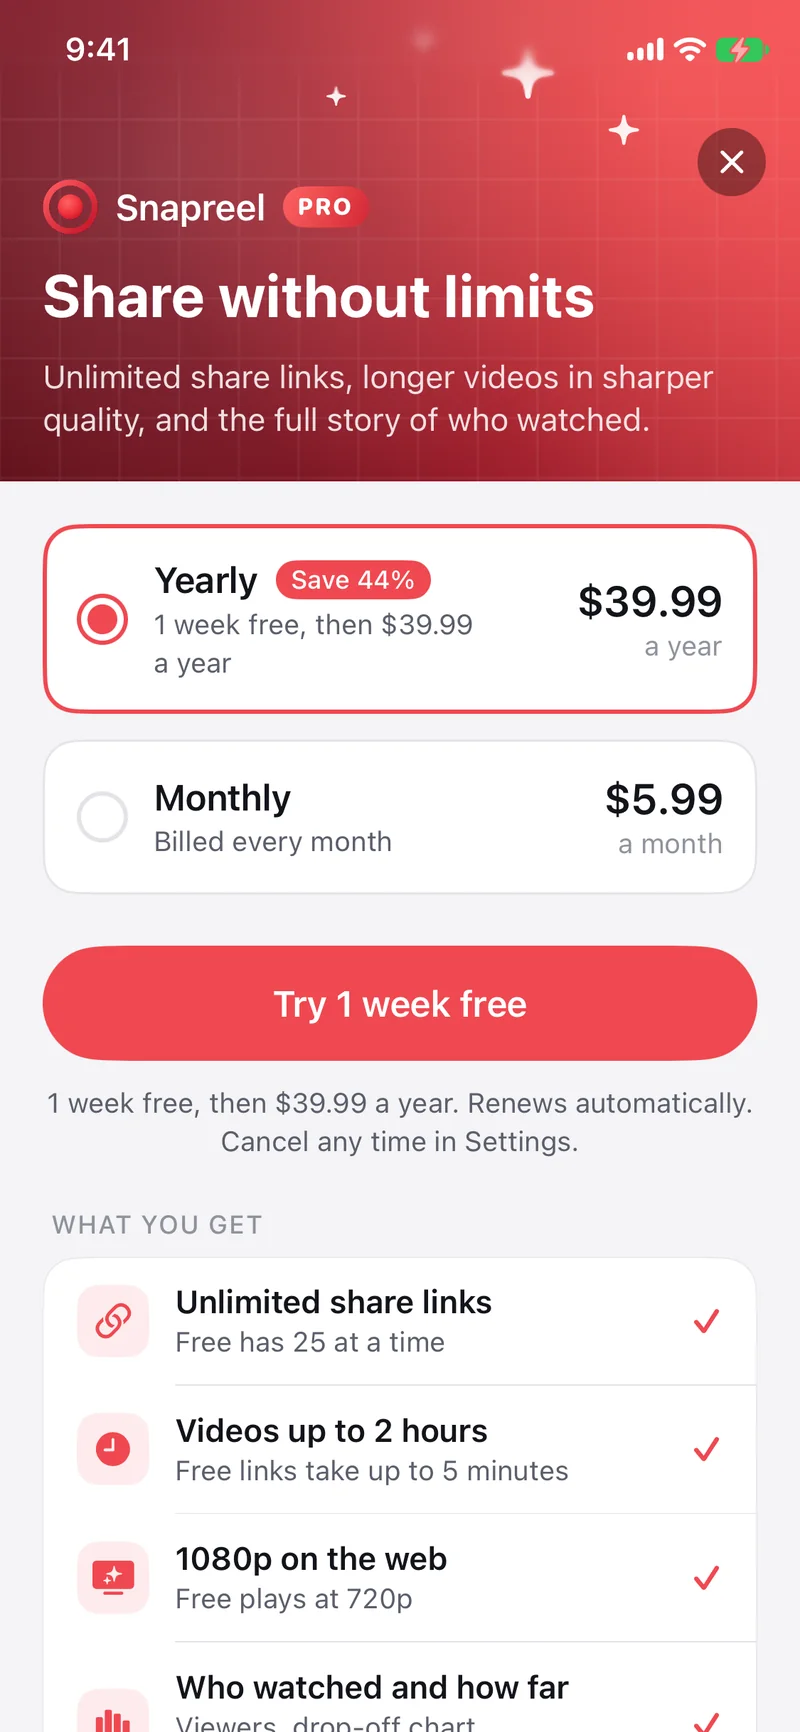 9:41
Snapreel PRO
Share without limits
Unlimited share links, longer videos in sharper
quality, and the full story of who watched.
Yearly Save 44%
1 week free, then $39.99
a year
$39.99
a year
Monthly
Billed every month
$5.99
a month
Try 1 week free
1 week free, then $39.99 a year. Renews automatically.
Cancel any time in Settings.
WHAT YOU GET
Unlimited share links
Free has 25 at a time
Videos up to 2 hours
Free links take up to 5 minutes
1080p on the web
Free plays at 720p
Who watched and how far
Viewers, drop-off chart